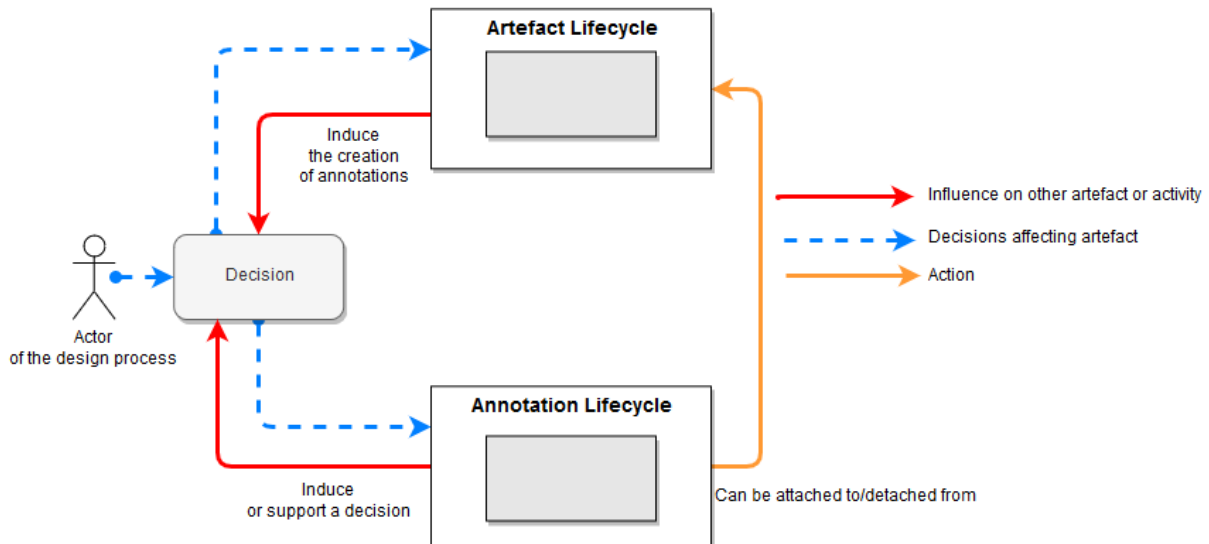 Artefact Lifecycle
Induce
the creation
of annotations
Influence on other artefact or activity
Decisions affecting artefact
Action
Decision
Actor
of the design process
Annotation Lifecycle
Induce
or support a decision
Can be attached to/detached from